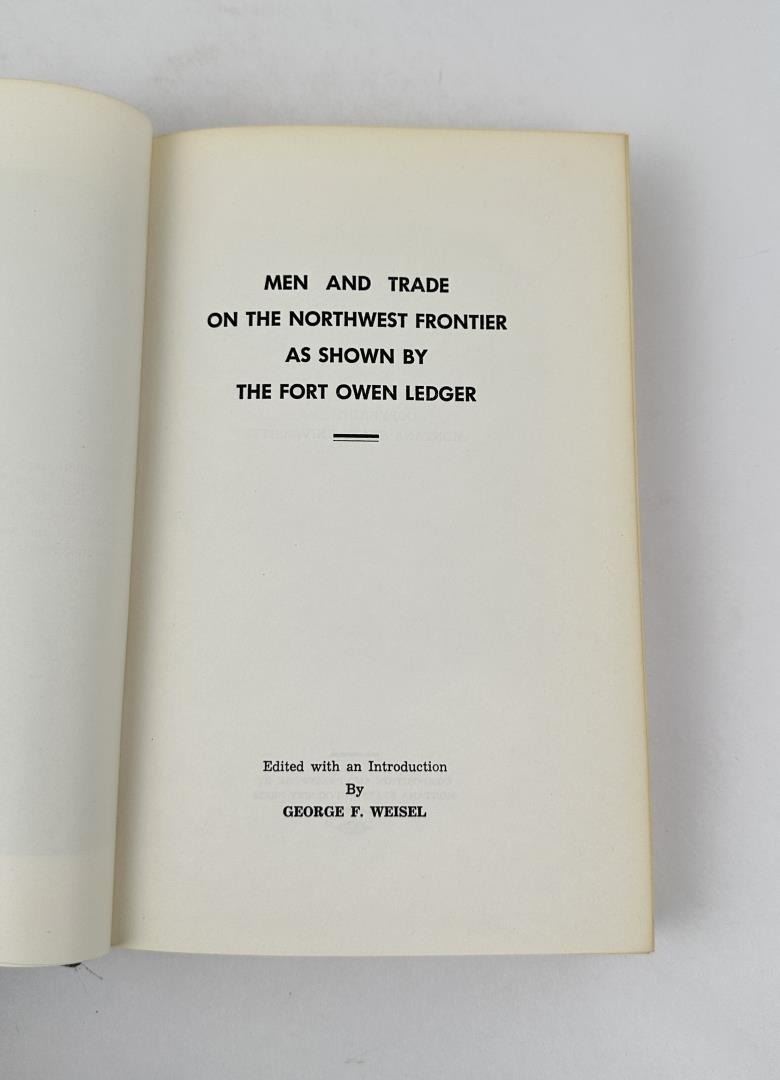 MEN AND TRADE
ON THE NORTHWEST FRONTIER
AS SHOWN BY
THE FORT OWEN LEDGER
Edited with an Introduction
By
GEORGE F. WEISEL